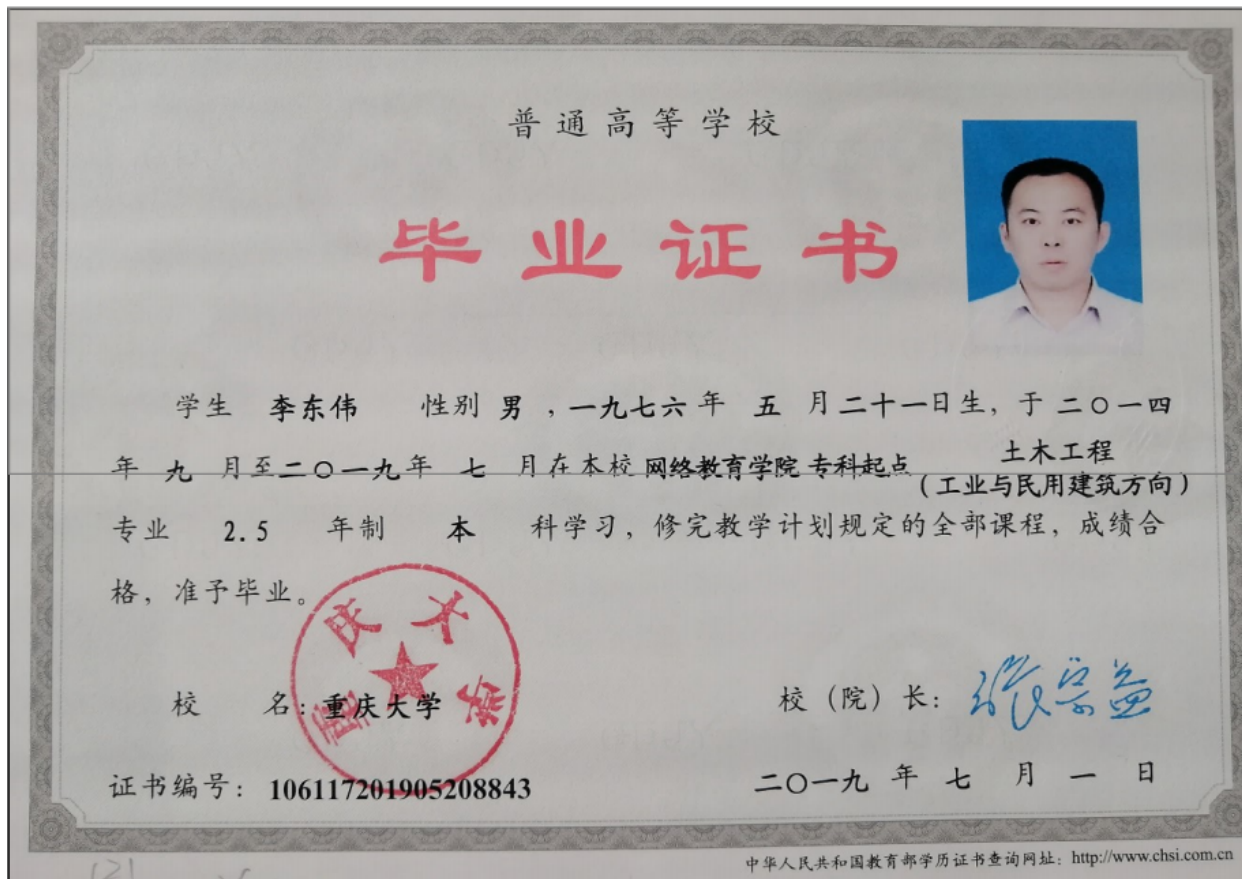 普通高等学校
毕业证书
学生 李东伟 性别 男 ，一九七六 年 五 月二十一日生，于 二〇一四
年 九 月至二〇一九年 七 月在本校 网络教育学院 专科起点 土木工程
（工业与民用建筑方向）
专业 2.5 年制 本 科学习，修完教学计划规定的全部课程，成绩合
格，准予毕业。
重庆大学
校 名：重庆大学
校（院）长：张宗益
证书编号：106117201905208843
二〇一九 年 七 月 一 日
中华人民共和国教育部学历证书查询网址：http://www.chsi.com.cn